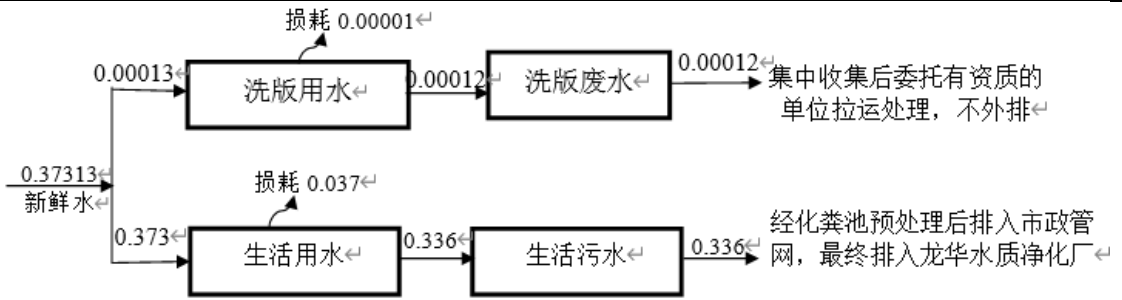 损耗 0.00001
0.00013
洗版用水
0.00012
洗版废水
0.00012
集中收集后委托有资质的
单位拉运处理，不外排
0.37313
新鲜水
损耗 0.037
0.373
生活用水
0.336
生活污水
0.336
经化粪池预处理后排入市政管
网，最终排入龙华水质净化厂